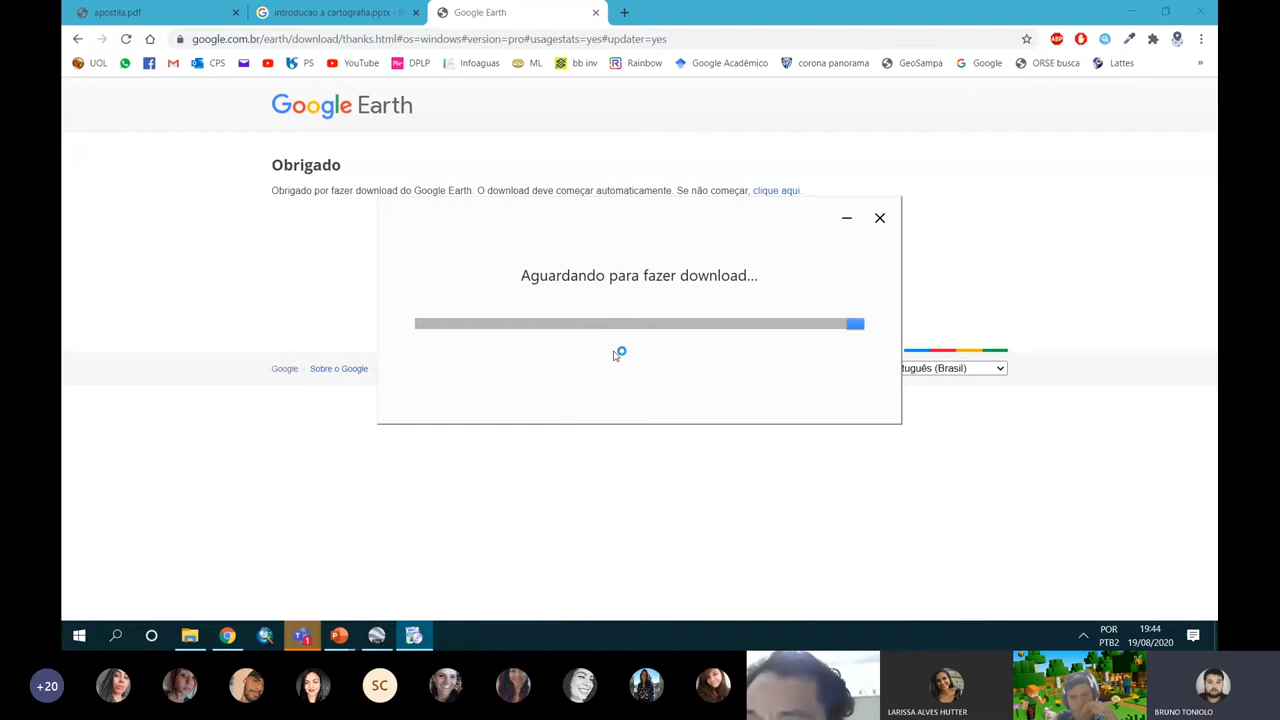 apostila.pdf
introducao à cartografia.pptx - P
Google Earth
google.com.br/earth/download/thanks.html#os=windows#version=pro#usagestats=yes#updater=yes
UOL
CPS
PS
YouTube
DPLP
Infoaguas
ML
bb inv
Rainbow
Google Acadêmico
corona panorama
GeoSampa
Google
ORSE busca
Lattes
»
Google Earth
Obrigado
Obrigado por fazer download do Google Earth. O download deve começar automaticamente. Se não começar, clique aqui.
Aguardando para fazer download...
Google · Sobre o Google ·
tuguês (Brasil)
POR
PTB2
19:44
19/08/2020
+20
SC
LARISSA ALVES HUTTER
BRUNO TONIOLO